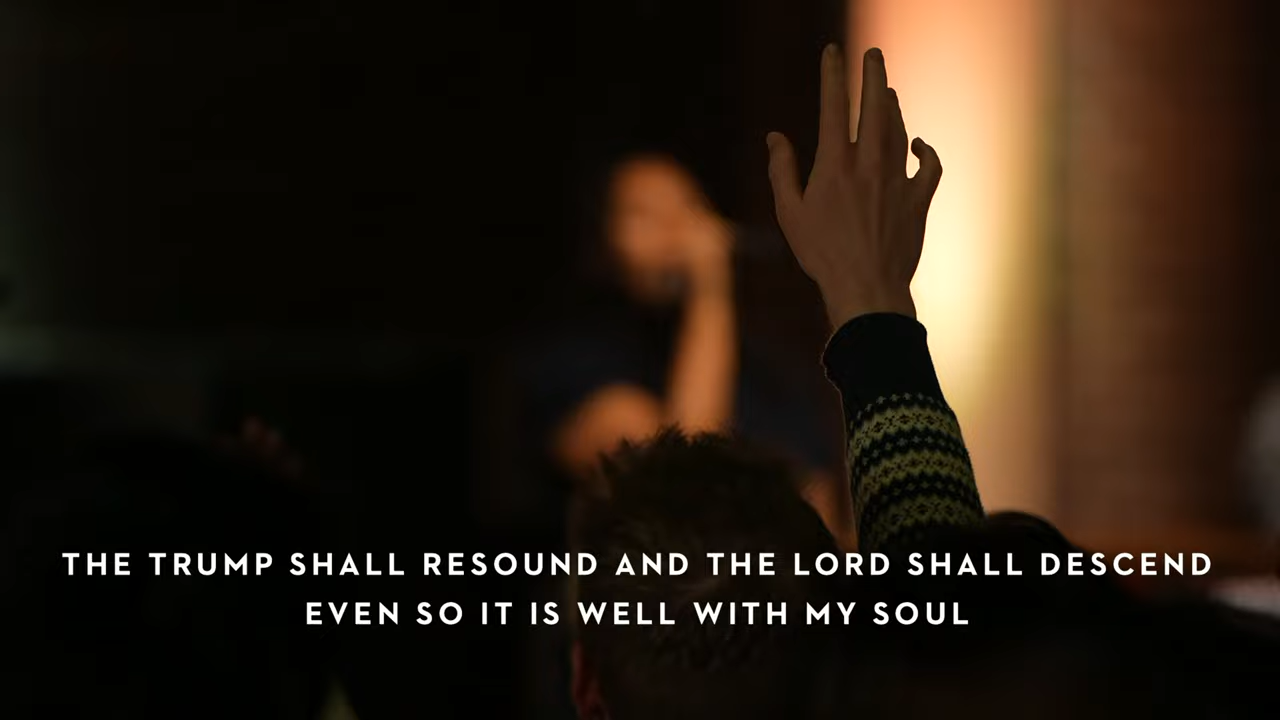 THE TRUMP SHALL RESOUND AND THE LORD SHALL DESCEND
EVEN SO IT IS WELL WITH MY SOUL